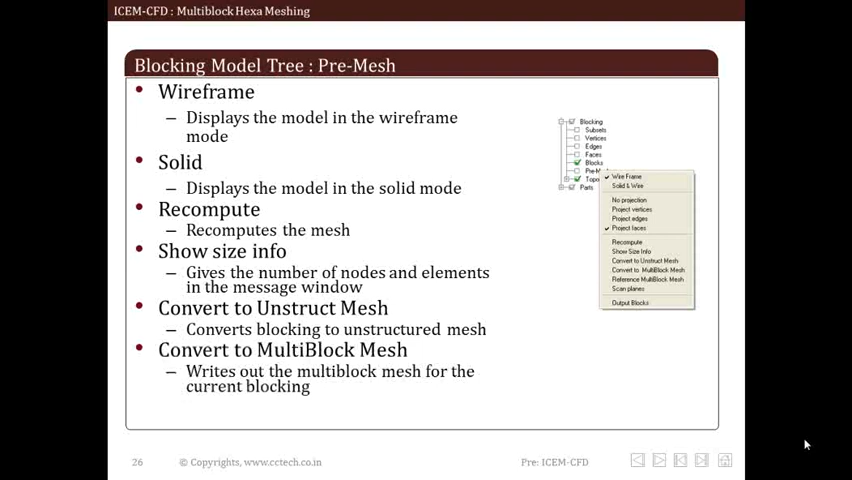 ICEM-CFD : Multiblock Hexa Meshing
Blocking Model Tree : Pre-Mesh
• Wireframe
– Displays the model in the wireframe
mode
• Solid
– Displays the model in the solid mode
• Recompute
– Recomputes the mesh
• Show size info
– Gives the number of nodes and elements
in the message window
• Convert to Unstruct Mesh
– Converts blocking to unstructured mesh
• Convert to MultiBlock Mesh
– Writes out the multiblock mesh for the
current blocking
Blocking
Subsets
Vertices
Edges
Faces
Blocks
Pre-M
Topo
Parts
Wire Frame
Solid & Wire
No projection
Project vertices
Project edges
Project faces
Recompute
Show Size Info
Convert to Unstruct Mesh
Convert to MultiBlock Mesh
Reference MultiBlock Mesh
Scan planes
Output Blocks
26
© Copyrights, www.cctech.co.in
Pre: ICEM-CFD